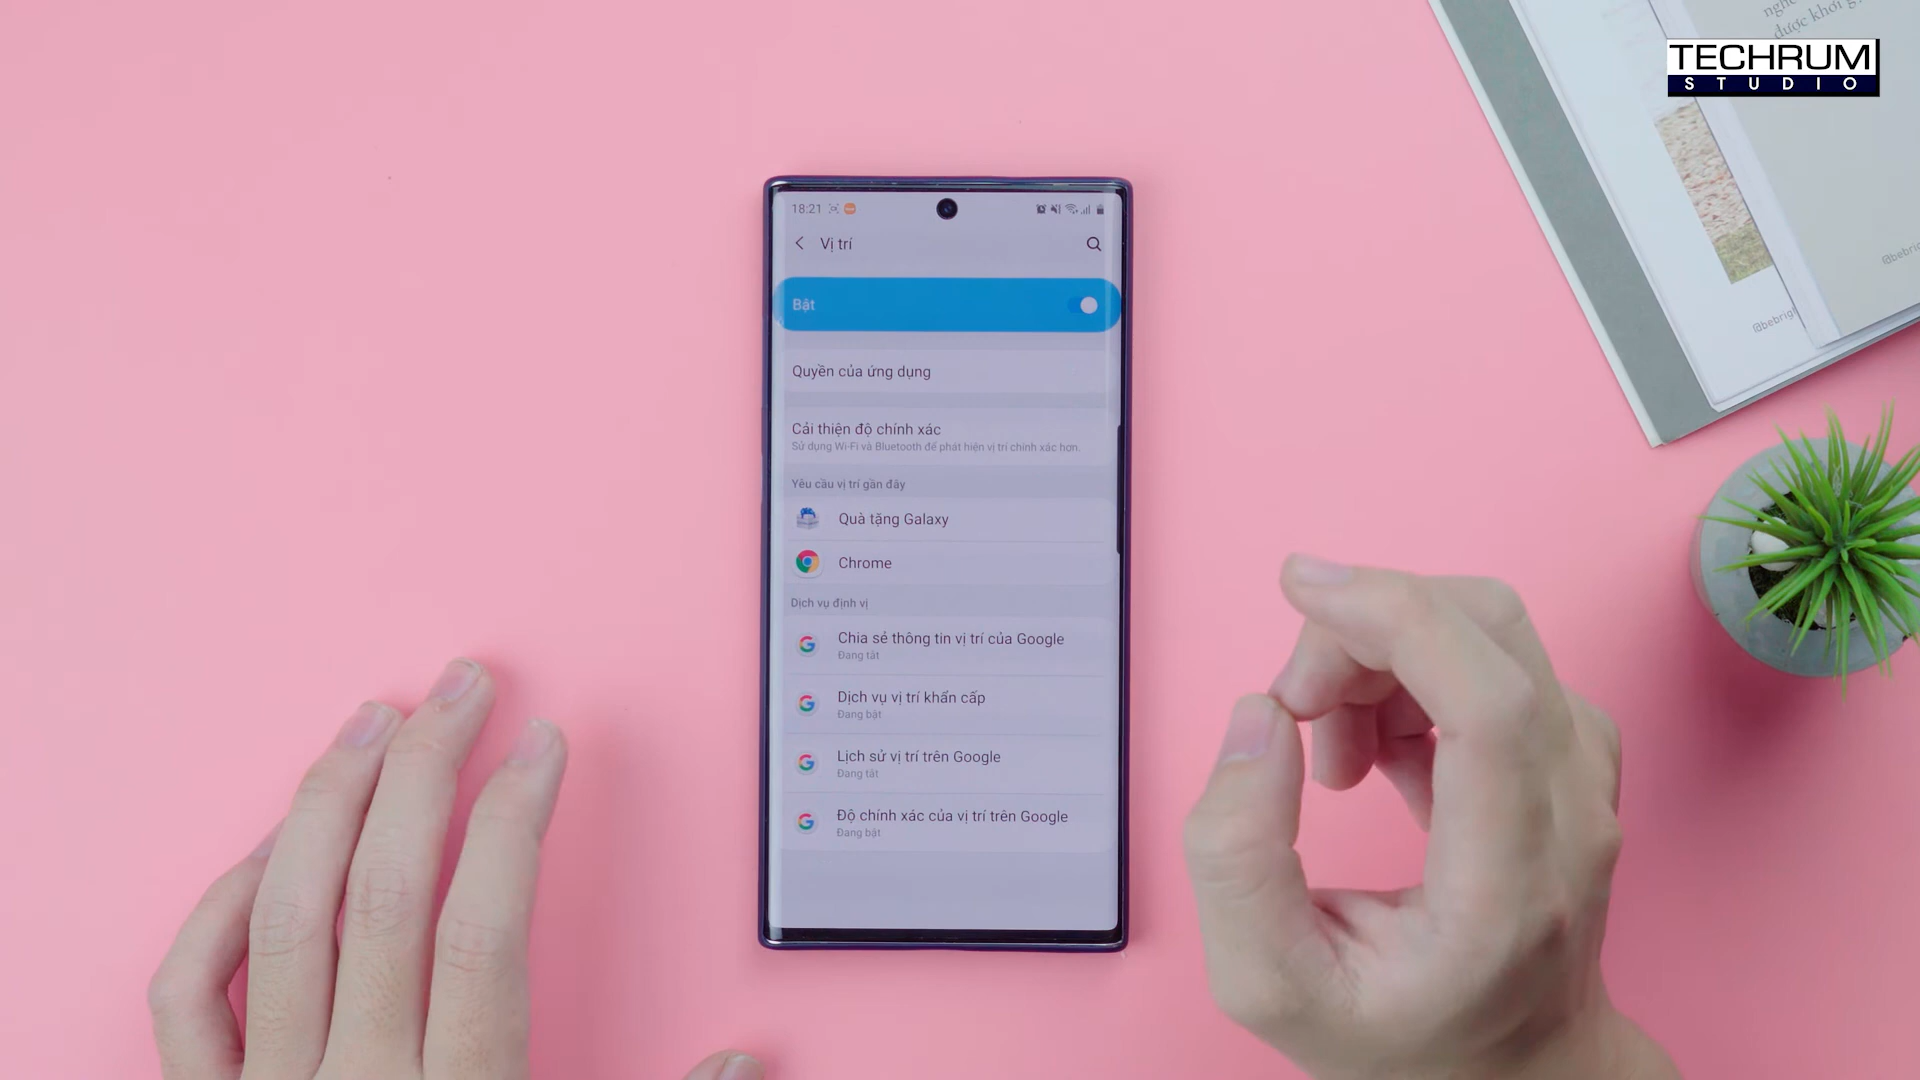 TECHRUM
STUDIO
được khơi
@bebrig
18:21
Vị trí
Bật
Quyền của ứng dụng
Cải thiện độ chính xác
Sử dụng Wi-Fi và Bluetooth để phát hiện vị trí chính xác hơn.
Yêu cầu vị trí gần đây
Quà tặng Galaxy
Chrome
Dịch vụ định vị
Chia sẻ thông tin vị trí của Google
Đang tắt
Dịch vụ vị trí khẩn cấp
Đang bật
Lịch sử vị trí trên Google
Đang tắt
Độ chính xác của vị trí trên Google
Đang bật